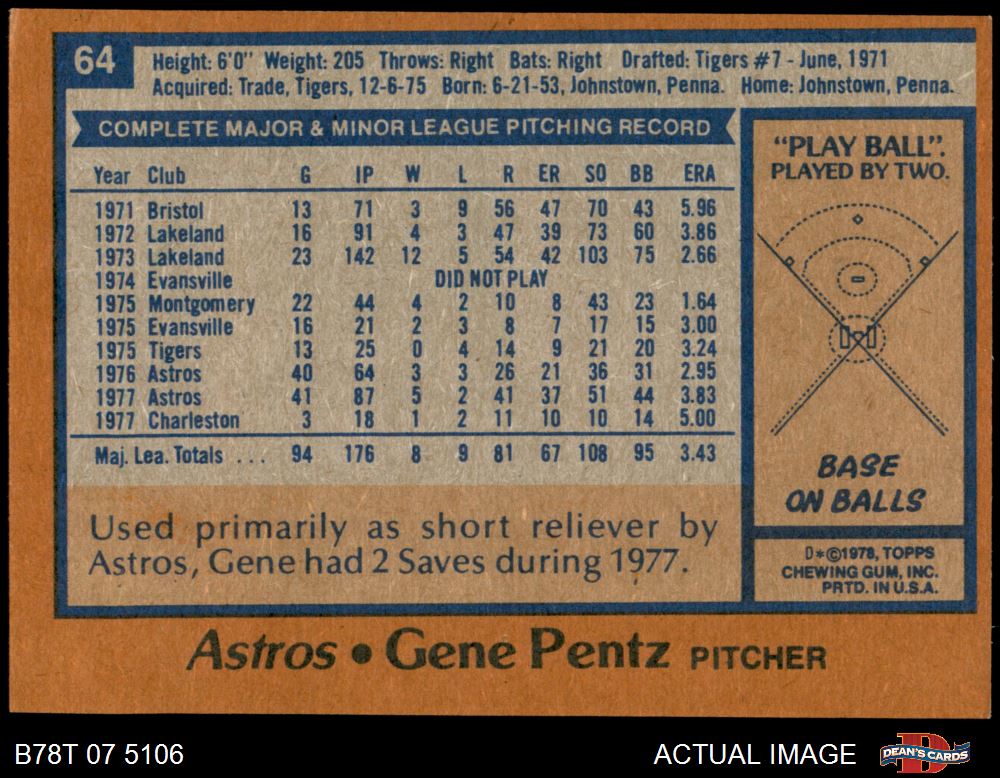 64
Height: 6'0" Weight: 205 Throws: Right Bats: Right Drafted: Tigers #7 - June, 1971
Acquired: Trade, Tigers, 12-6-75 Born: 6-21-53, Johnstown, Penna. Home: Johnstown, Penna.
COMPLETE MAJOR & MINOR LEAGUE PITCHING RECORD
Year Club G IP W L R ER SO BB ERA
1971 Bristol 13 71 3 9 56 47 70 43 5.96
1972 Lakeland 16 91 4 3 47 39 73 60 3.86
1973 Lakeland 23 142 12 5 54 42 103 75 2.66
1974 Evansville DID NOT PLAY
1975 Montgomery 22 44 4 2 10 8 43 23 1.64
1975 Evansville 16 21 2 3 8 7 17 15 3.00
1975 Tigers 13 25 0 4 14 9 21 20 3.24
1976 Astros 40 64 3 3 26 21 36 31 2.95
1977 Astros 41 87 5 2 41 37 51 44 3.83
1977 Charleston 3 18 1 2 11 10 10 14 5.00
Maj. Lea. Totals ... 94 176 8 9 81 67 108 95 3.43
Used primarily as short reliever by
Astros, Gene had 2 Saves during 1977.
"PLAY BALL".
PLAYED BY TWO.
BASE
ON BALLS
D*©1978, TOPPS
CHEWING GUM, INC.
PRTD. IN U.S.A.
Astros • Gene Pentz PITCHER
B78T 07 5106
ACTUAL IMAGE
D
DEAN'S CARDS